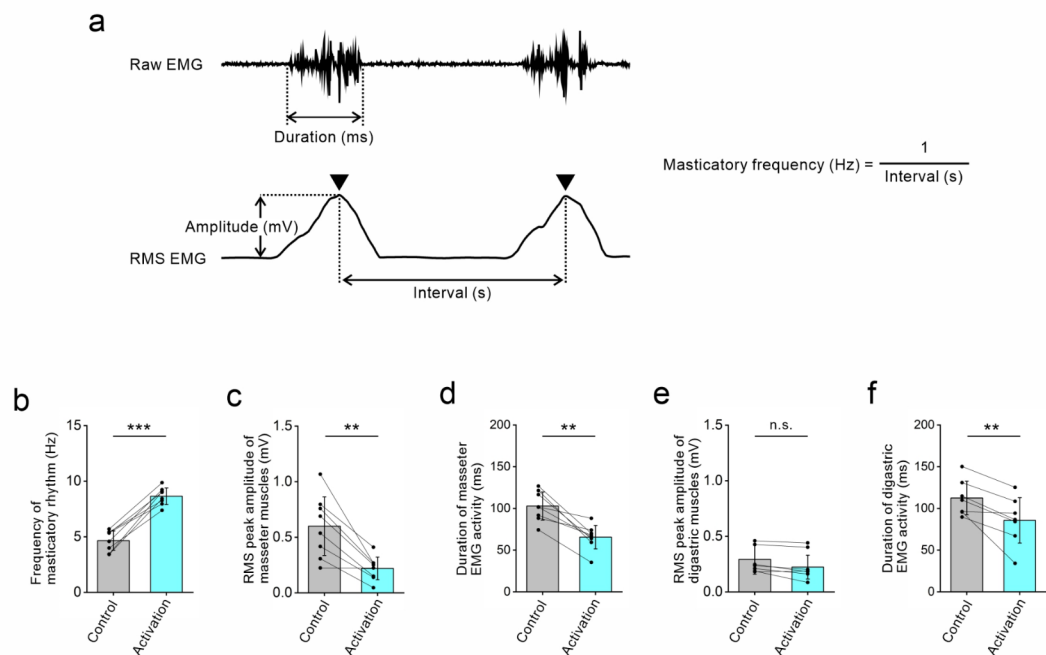 a
Raw EMG
Duration (ms)
Masticatory frequency (Hz) = 1
Interval (s)
Amplitude (mV)
RMS EMG
Interval (s)
b
Frequency of
masticatory rhythm (Hz)
15
10
5
0
***
Control
Activation
c
RMS peak amplitude of
masseter muscles (mV)
1.5
1.0
0.5
0.0
**
Control
Activation
d
Duration of masseter
EMG activity (ms)
200
150
100
50
0
**
Control
Activation
e
RMS peak amplitude of
digastric muscles (mV)
1.5
1.0
0.5
0.0
n.s.
Control
Activation
f
Duration of digastric
EMG activity (ms)
200
150
100
50
0
**
Control
Activation